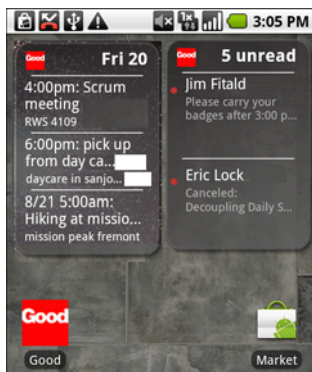 3:05 PM
Good
Fri 20
4:00pm: Scrum
meeting
RWS 4109
6:00pm: pick up
from day ca...
daycare in sanjo...
8/21 5:00am:
Hiking at missio...
mission peak fremont
Good
5 unread
Jim Fitald
Please carry your
badges after 3:00 p...
Eric Lock
Canceled:
Decoupling Daily S...
Good
Good
Market